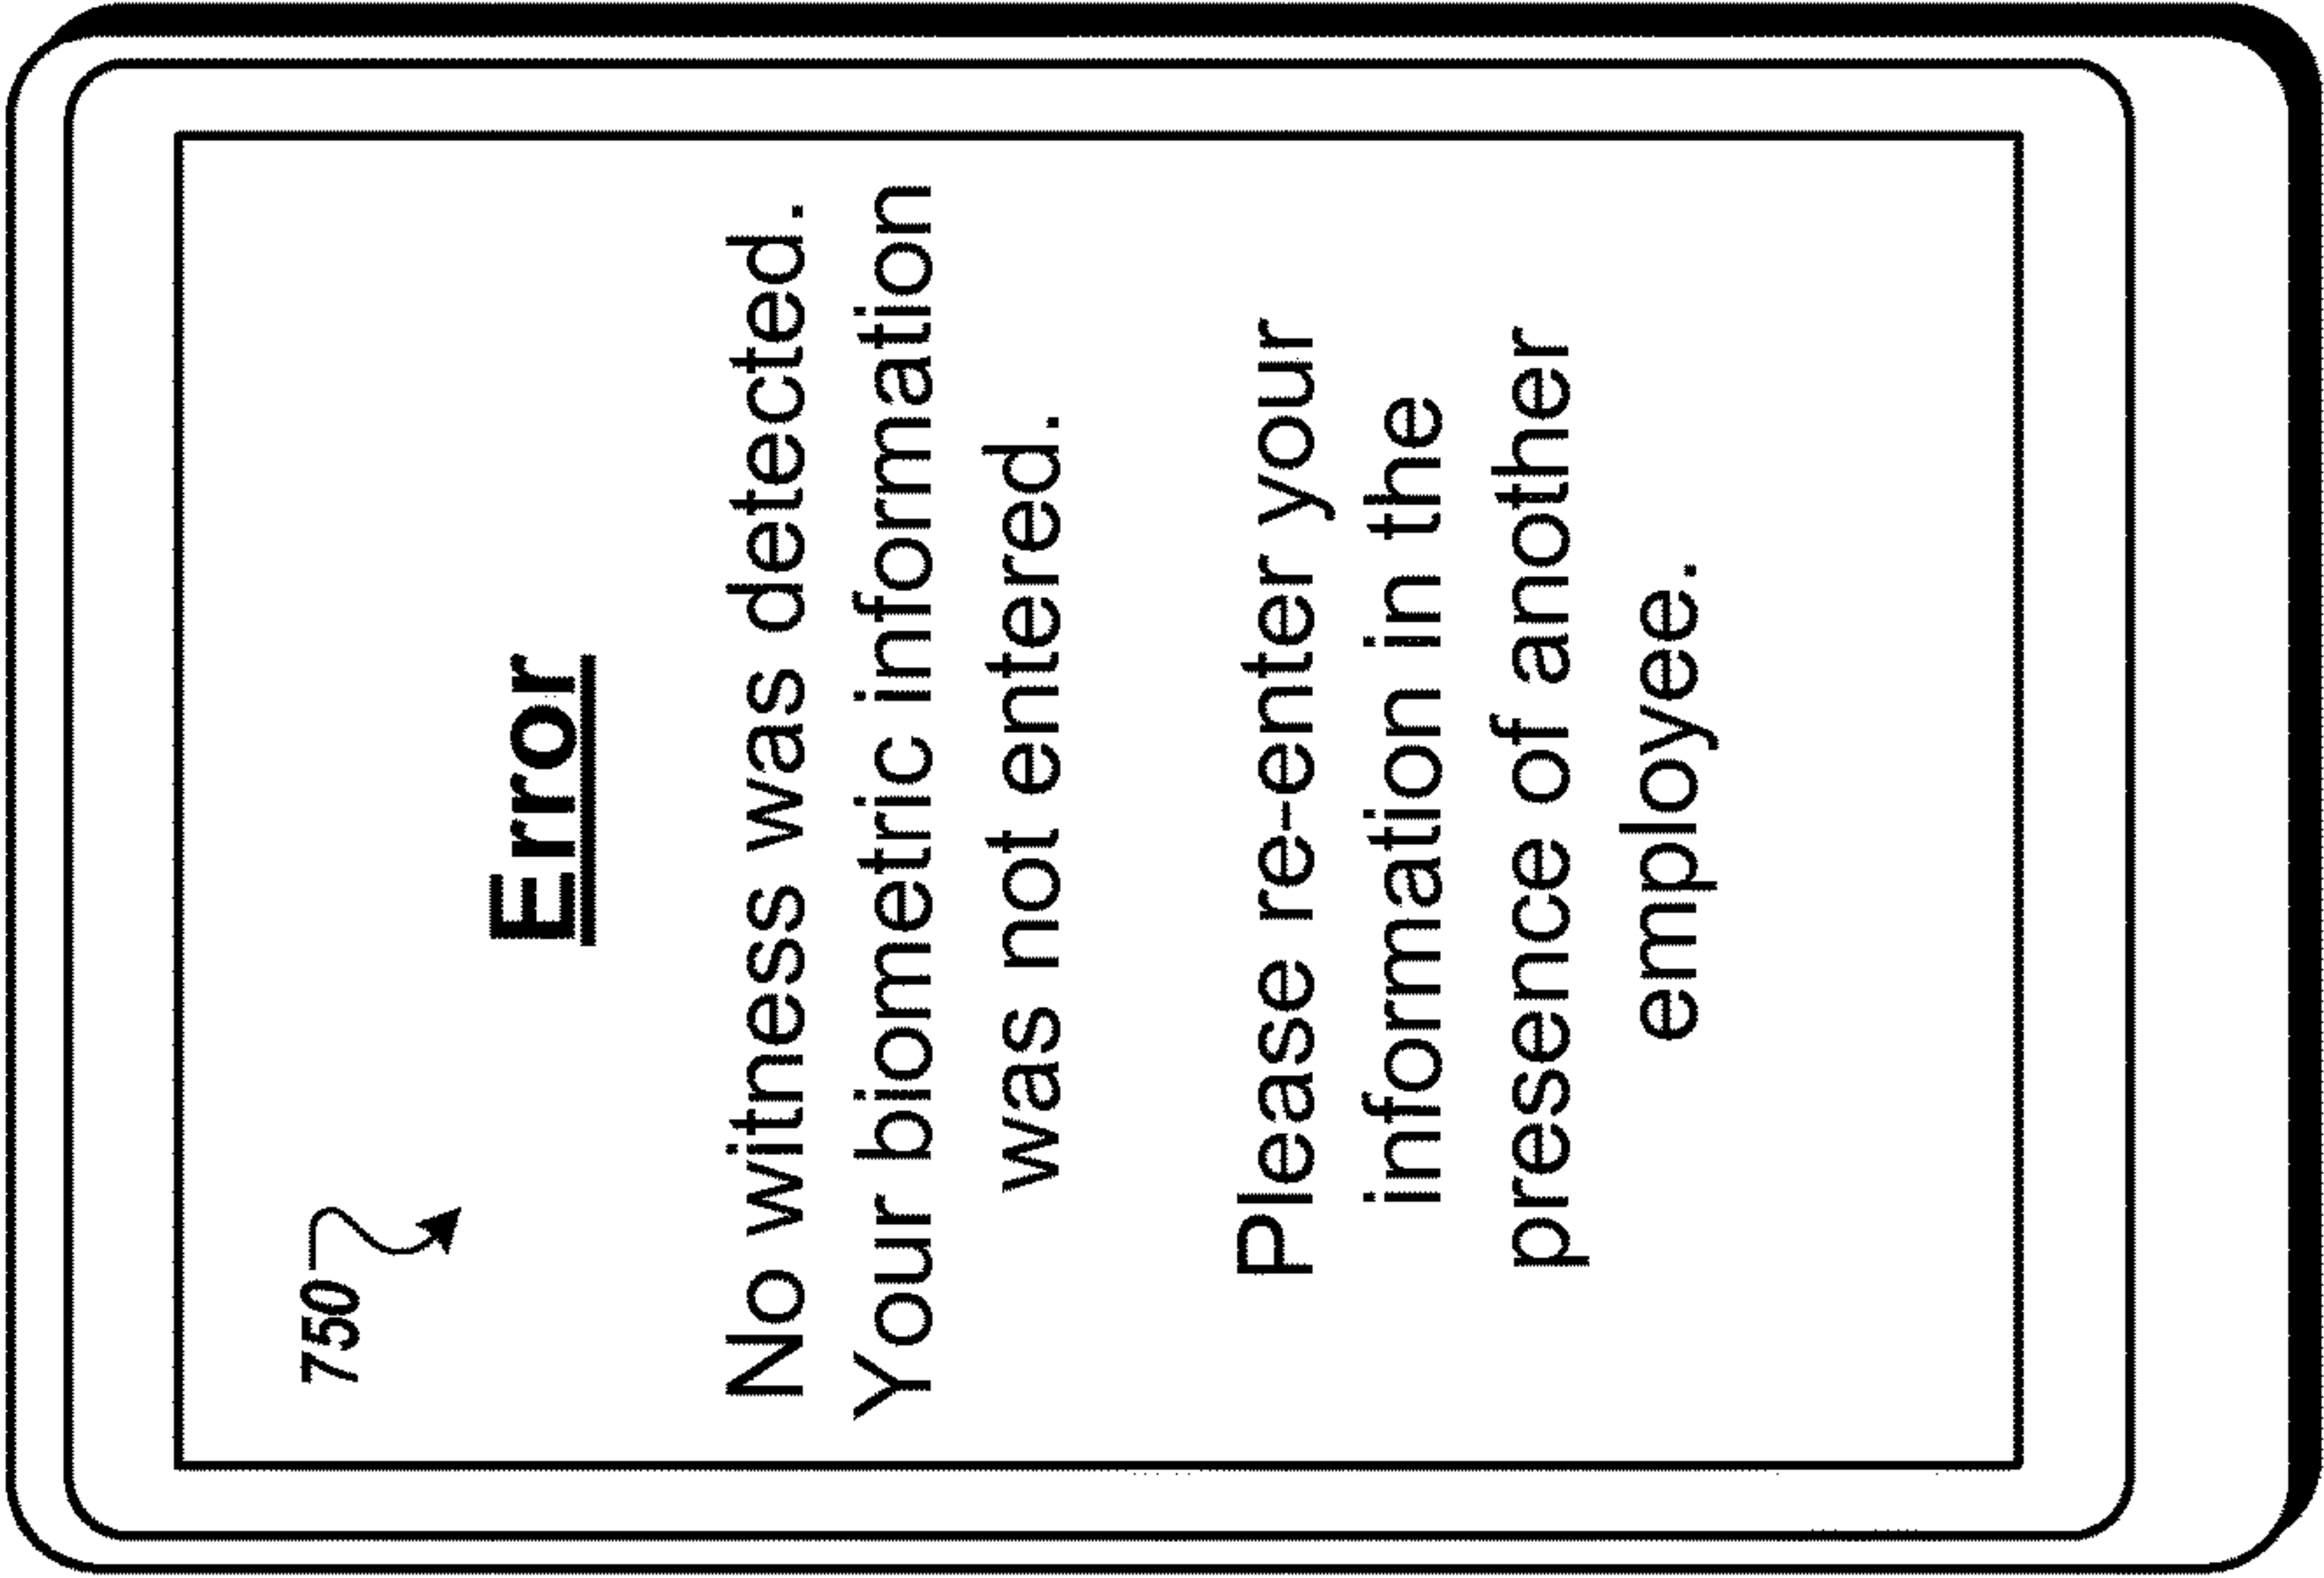 750
Error
No witness was detected.
Your biometric information
was not entered.
Please re-enter your
information in the
presence of another
employee.